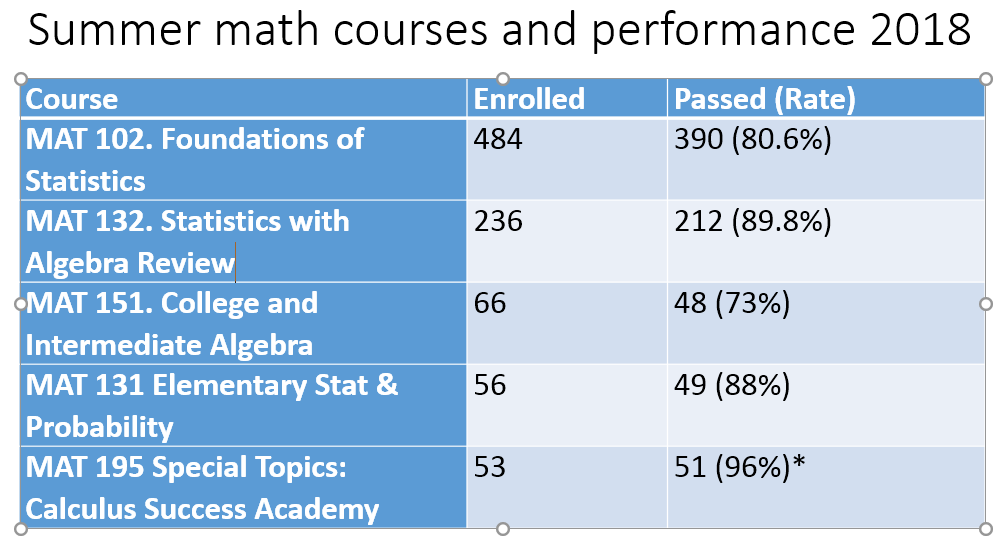 Summer math courses and performance 2018
Course Enrolled Passed (Rate)
MAT 102. Foundations of 484 390 (80.6%)
Statistics
MAT 132. Statistics with 236 212 (89.8%)
Algebra Review
MAT 151. College and 66 48 (73%)
Intermediate Algebra
MAT 131 Elementary Stat & 56 49 (88%)
Probability
MAT 195 Special Topics: 53 51 (96%)*
Calculus Success Academy